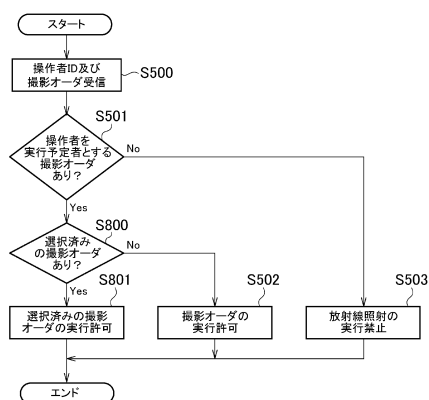 スタート
操作者ID及び
撮影オーダ受信
S500
S501
操作者を
実行予定者とする
撮影オーダ
あり?
No
Yes
S800
選択済み
の撮影オーダ
あり?
No
Yes
S801
選択済みの撮影
オーダの実行許可
S502
撮影オーダの
実行許可
S503
放射線照射の
実行禁止
エンド